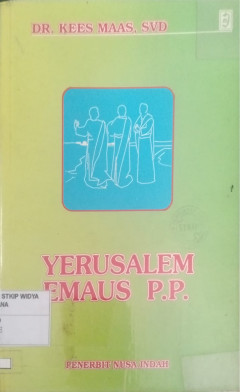 DR. KEES MAAS, SVD
YERUSALEM
EMAUS P.P.
STKIP WIDYA
PENERBIT NUSA INDAH